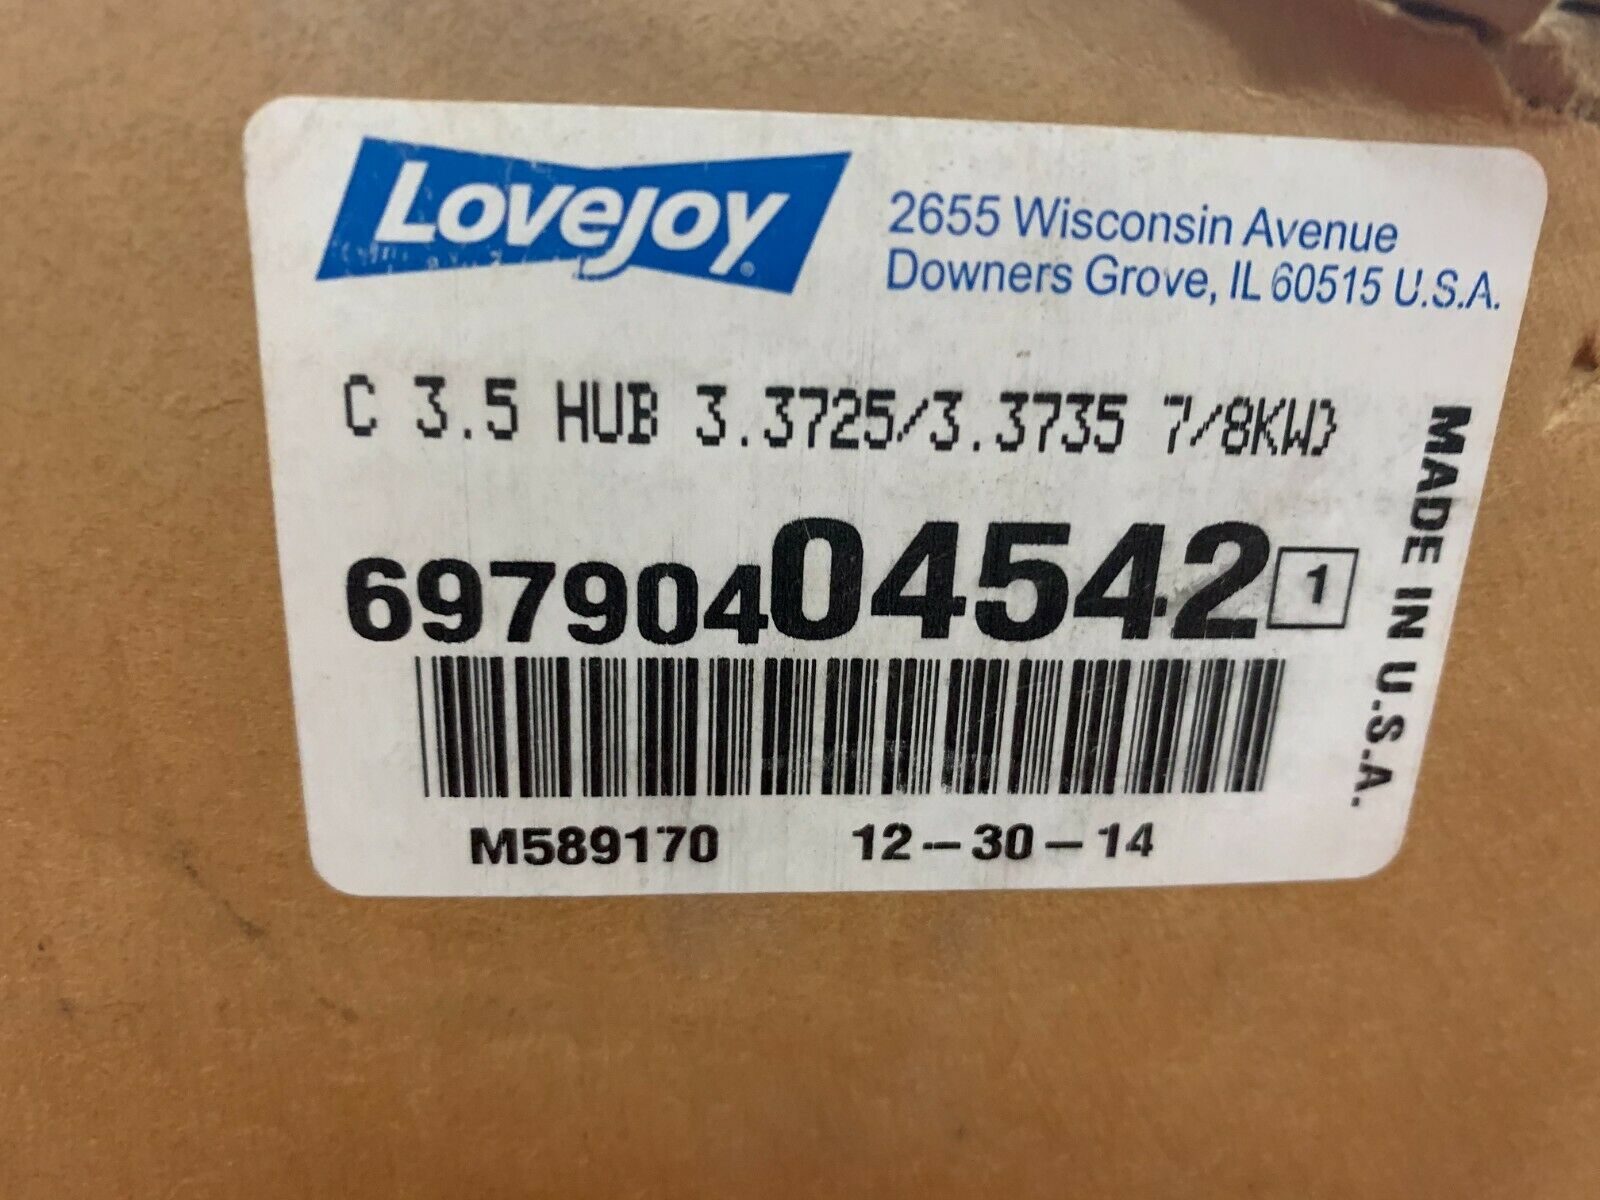 Lovejoy
2655 Wisconsin Avenue
Downers Grove, IL 60515 U.S.A.
C 3.5 HUB 3.3725/3.3735 7/8KW>
69790404542 1
MADE IN U.S.A.
M589170 12-30-14